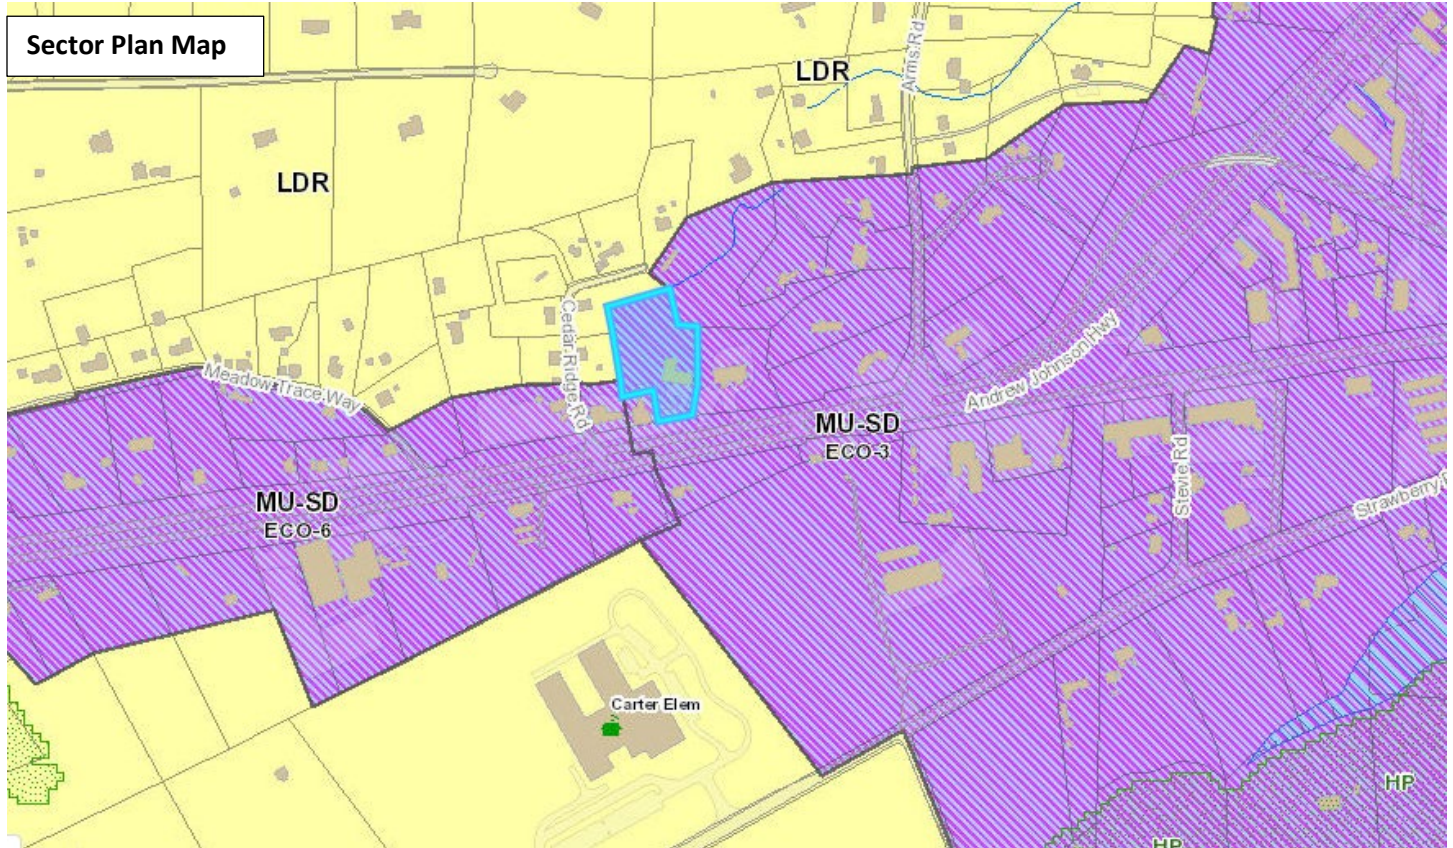 Sector Plan Map
LDR
Arms Rd
LDR
Cedar Ridge Rd
Meadow Trace Way
Andrew Johnson Hwy
MU-SD
ECO-3
Stevie Rd
MU-SD
ECO-6
Strawberry
Carter Elem
HP
HP